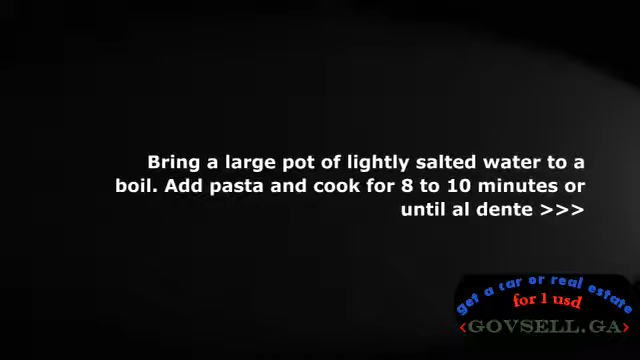 Bring a large pot of lightly salted water to a
boil. Add pasta and cook for 8 to 10 minutes or
until al dente >>>
get a car or real estate
for 1 usd
<GOVSELL.GA>